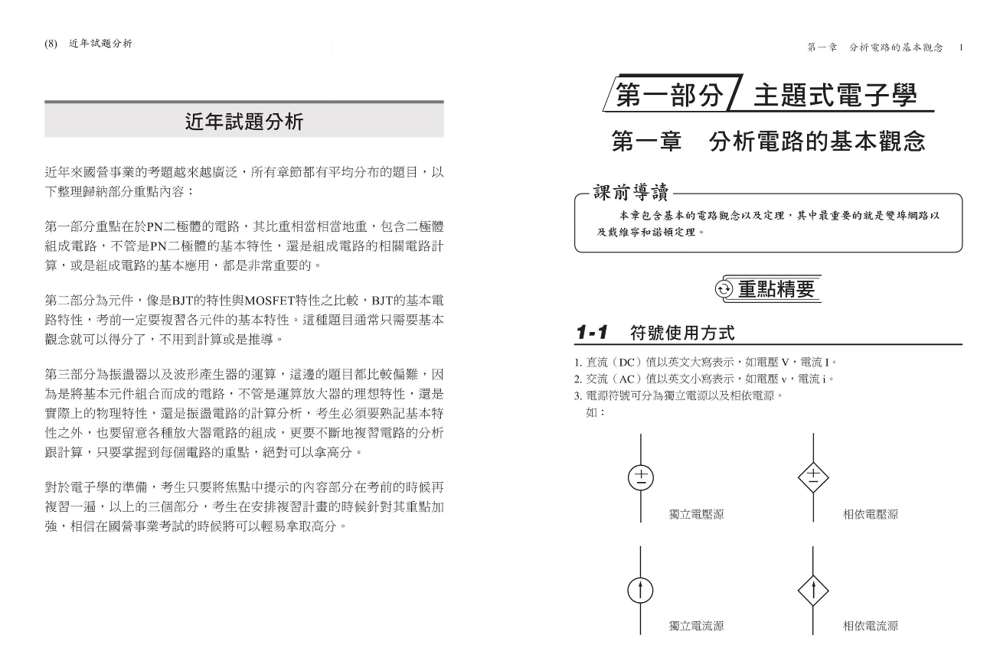 (8) 近年試題分析
近年試題分析
近年來國營事業的考題越來越廣泛，所有章節都有平均分布的題目，以
下整理歸納部分重點內容：
第一部分重點在於PN二極體的電路，其比重相當相當地重，包含二極體
組成電路，不管是PN二極體的基本特性，還是組成電路的相關電路計
算，或是組成電路的基本應用，都是非常重要的。
第二部分為元件，像是BJT的特性與MOSFET特性之比較，BJT的基本電
路特性，考前一定要複習各元件的基本特性。這種題目通常只需要基本
觀念就可以得分了，不用到計算或是推導。
第三部分為振盪器以及波形產生器的運算，這邊的題目都比較偏難，因
為是將基本元件組合而成的電路，不管是運算放大器的理想特性，還是
實際上的物理特性，還是振盪電路的計算分析，考生必須要熟記基本特
性之外，也要留意各種放大器電路的組成，更要不斷地複習電路的分析
跟計算，只要掌握到每個電路的重點，絕對可以拿高分。
對於電子學的準備，考生只要將焦點中提示的內容部分在考前的時候再
複習一遍，以上的三個部分，考生在安排複習計畫的時候針對其重點加
強，相信在國營事業考試的時候將可以輕易拿取高分。
第一章 分析電路的基本觀念 1
第一部分 主題式電子學
第一章 分析電路的基本觀念
課前導讀
本章包含基本的電路觀念以及定理，其中最重要的就是雙埠網路以
及戴維寧和諾頓定理。
重點精要
1-1 符號使用方式
1. 直流（DC）值以英文大寫表示，如電壓 V，電流 I。
2. 交流（AC）值以英文小寫表示，如電壓 v，電流 i。
3. 電源符號可分為獨立電源以及相依電源。
如：
獨立電壓源 相依電壓源
獨立電流源 相依電流源